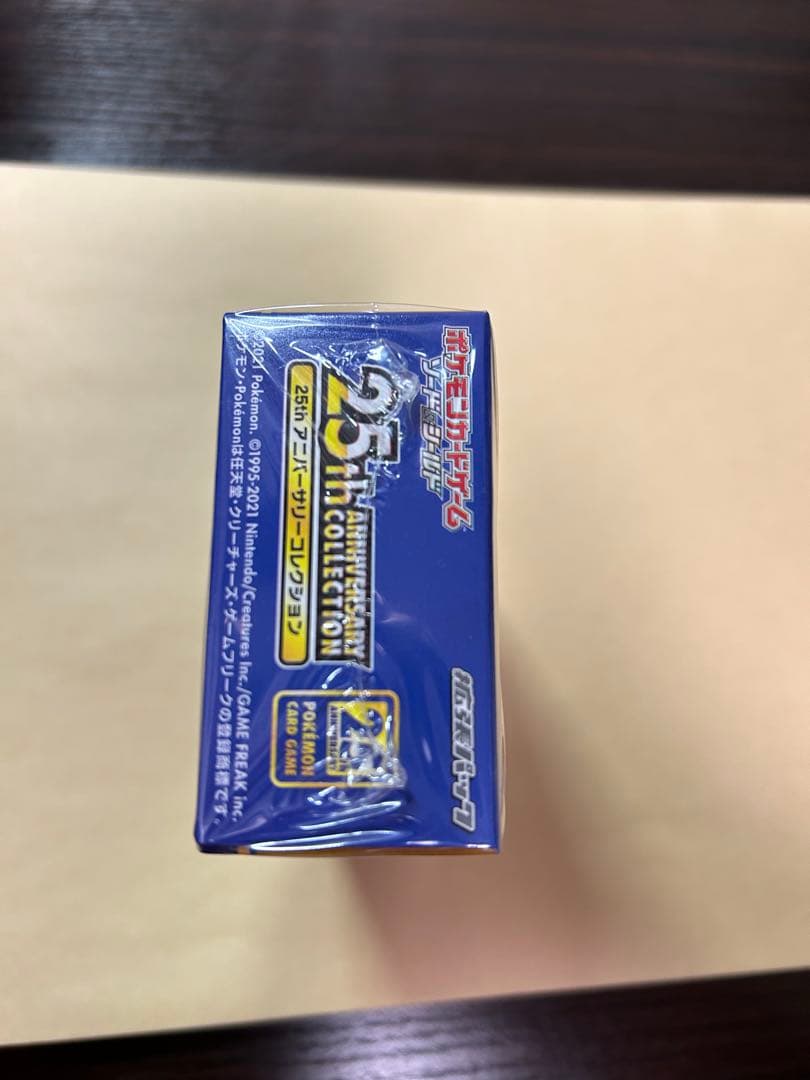 ポケモンカードゲーム
ソード&シールド
拡張パック
25th
ANNIVERSARY
COLLECTION
25th アニバーサリーコレクション
25
POKÉMON
CARD GAME
©2021 Pokémon. ©1995-2021 Nintendo/Creatures Inc./GAME FREAK inc.
ポケモン・Pokémonは任天堂・クリーチャーズ・ゲームフリークの登録商標です。